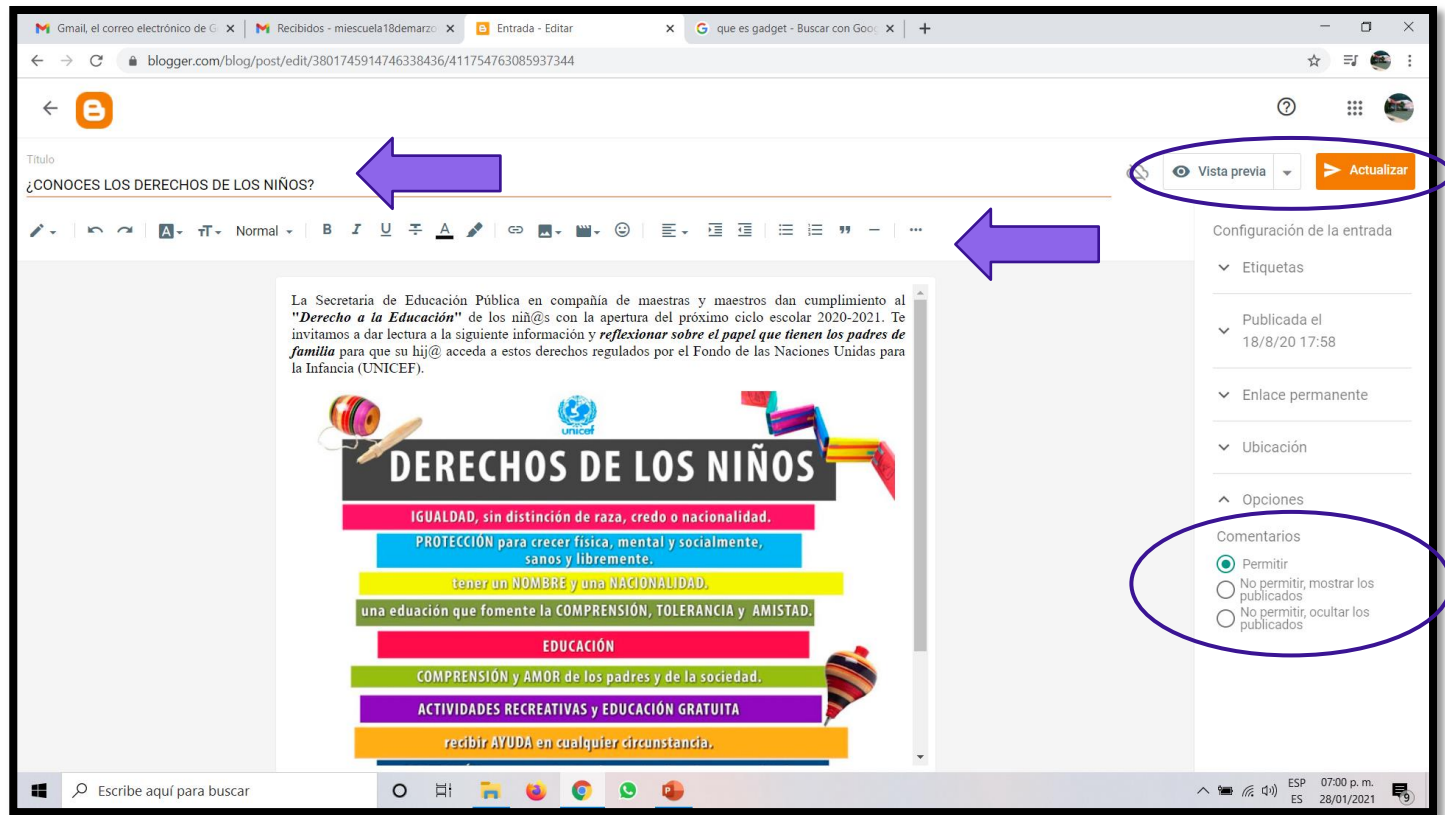 Gmail, el correo electrónico de G
Recibidos - miescuela18demarzo
Entrada - Editar
que es gadget - Buscar con Goog
blogger.com/blog/post/edit/3801745914746338436/411754763085937344
Título
¿CONOCES LOS DERECHOS DE LOS NIÑOS?
Vista previa
Actualizar
Normal
B I U A
Configuración de la entrada
Etiquetas
Publicada el
18/8/20 17:58
Enlace permanente
Ubicación
Opciones
Comentarios
Permitir
No permitir, mostrar los
publicados
No permitir, ocultar los
publicados
La Secretaria de Educación Pública en compañía de maestras y maestros dan cumplimiento al
"Derecho a la Educación" de los niñ@s con la apertura del próximo ciclo escolar 2020-2021. Te
invitamos a dar lectura a la siguiente información y reflexionar sobre el papel que tienen los padres de
familia para que su hij@ acceda a estos derechos regulados por el Fondo de las Naciones Unidas para
la Infancia (UNICEF).
unicef
DERECHOS DE LOS NIÑOS
IGUALDAD, sin distinción de raza, credo o nacionalidad.
PROTECCIÓN para crecer física, mental y socialmente,
sanos y libremente.
tener un NOMBRE y una NACIONALIDAD.
una eduación que fomente la COMPRENSIÓN, TOLERANCIA y AMISTAD.
EDUCACIÓN
COMPRENSIÓN y AMOR de los padres y de la sociedad.
ACTIVIDADES RECREATIVAS y EDUCACIÓN GRATUITA
recibir AYUDA en cualquier circunstancia.
Escribe aquí para buscar
ESP
ES
07:00 p. m.
28/01/2021
9